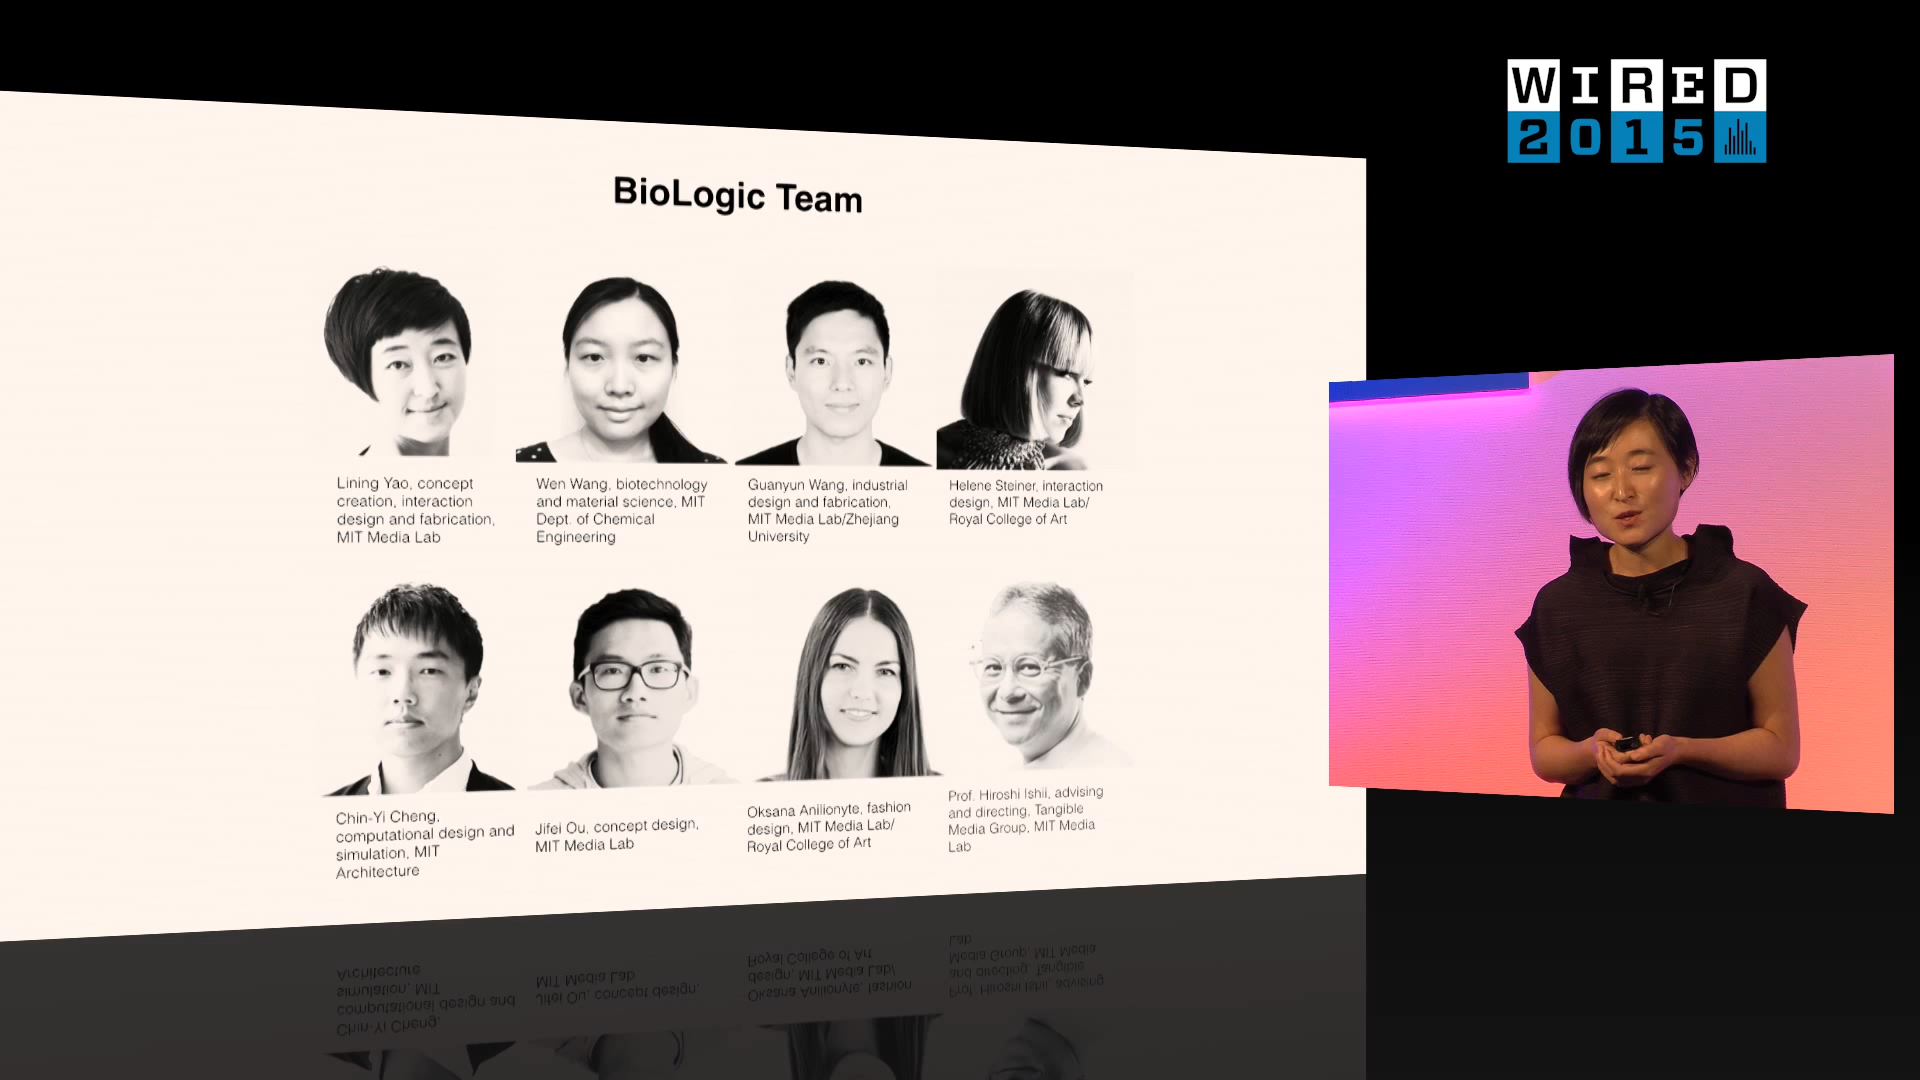 WIRED
2015
BioLogic Team
Lining Yao, concept
creation, interaction
design and fabrication,
MIT Media Lab
Wen Wang, biotechnology
and material science, MIT
Dept. of Chemical
Engineering
Guanyun Wang, industrial
design and fabrication,
MIT Media Lab/Zhejiang
University
Helene Steiner, interaction
design, MIT Media Lab/
Royal College of Art
Chin-Yi Cheng,
computational design and
simulation, MIT
Architecture
Jifei Ou, concept design,
MIT Media Lab
Oksana Anilionyte, fashion
design, MIT Media Lab/
Royal College of Art
Prof. Hiroshi Ishii, advising
and directing, Tangible
Media Group, MIT Media
Lab